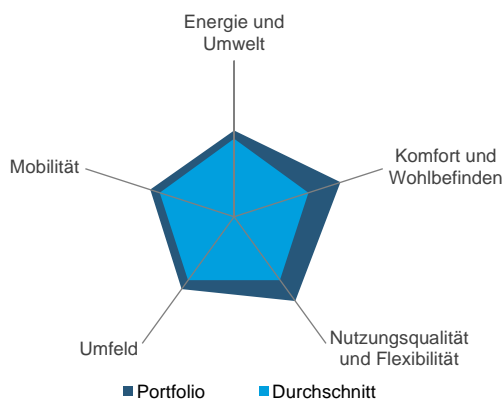 Energie und
Umwelt
Mobilität
Komfort und
Wohlbefinden
Umfeld
Nutzungsqualität
und Flexibilität
Portfolio
Durchschnitt